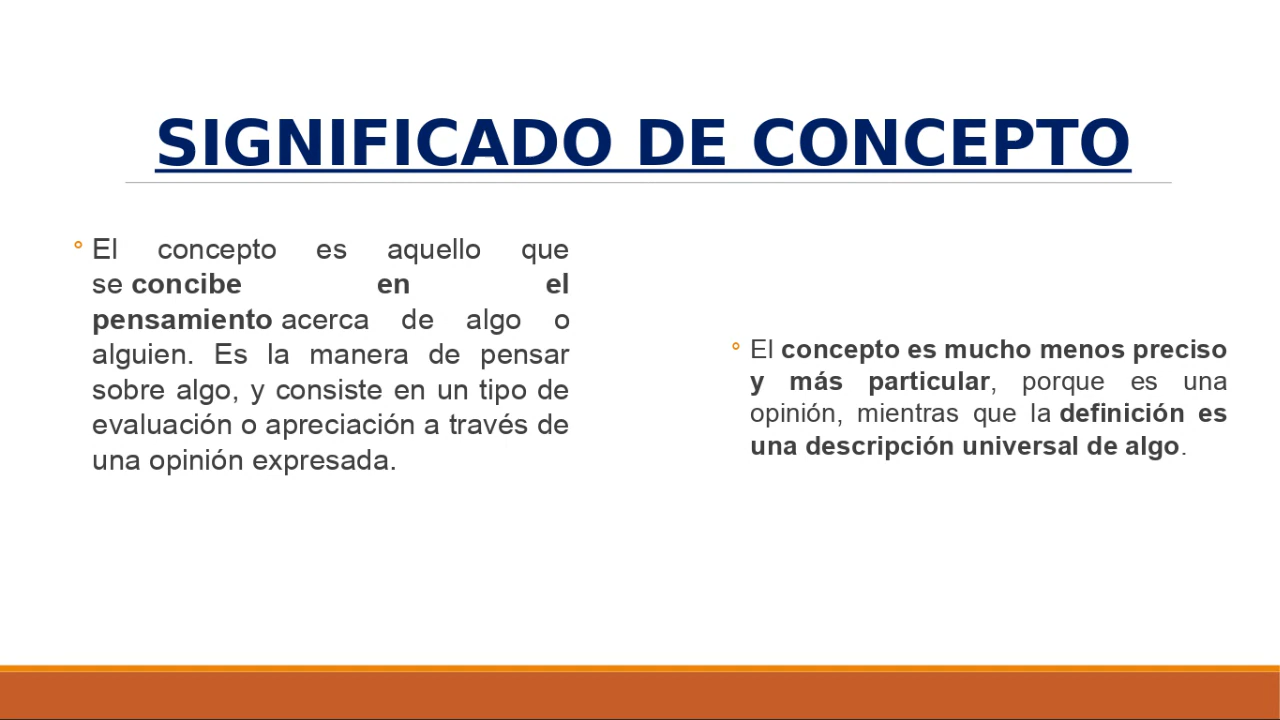 SIGNIFICADO DE CONCEPTO
El concepto es aquello que
se concibe en el
pensamiento acerca de algo o
alguien. Es la manera de pensar
sobre algo, y consiste en un tipo de
evaluación o apreciación a través de
una opinión expresada.
El concepto es mucho menos preciso
y más particular, porque es una
opinión, mientras que la definición es
una descripción universal de algo.